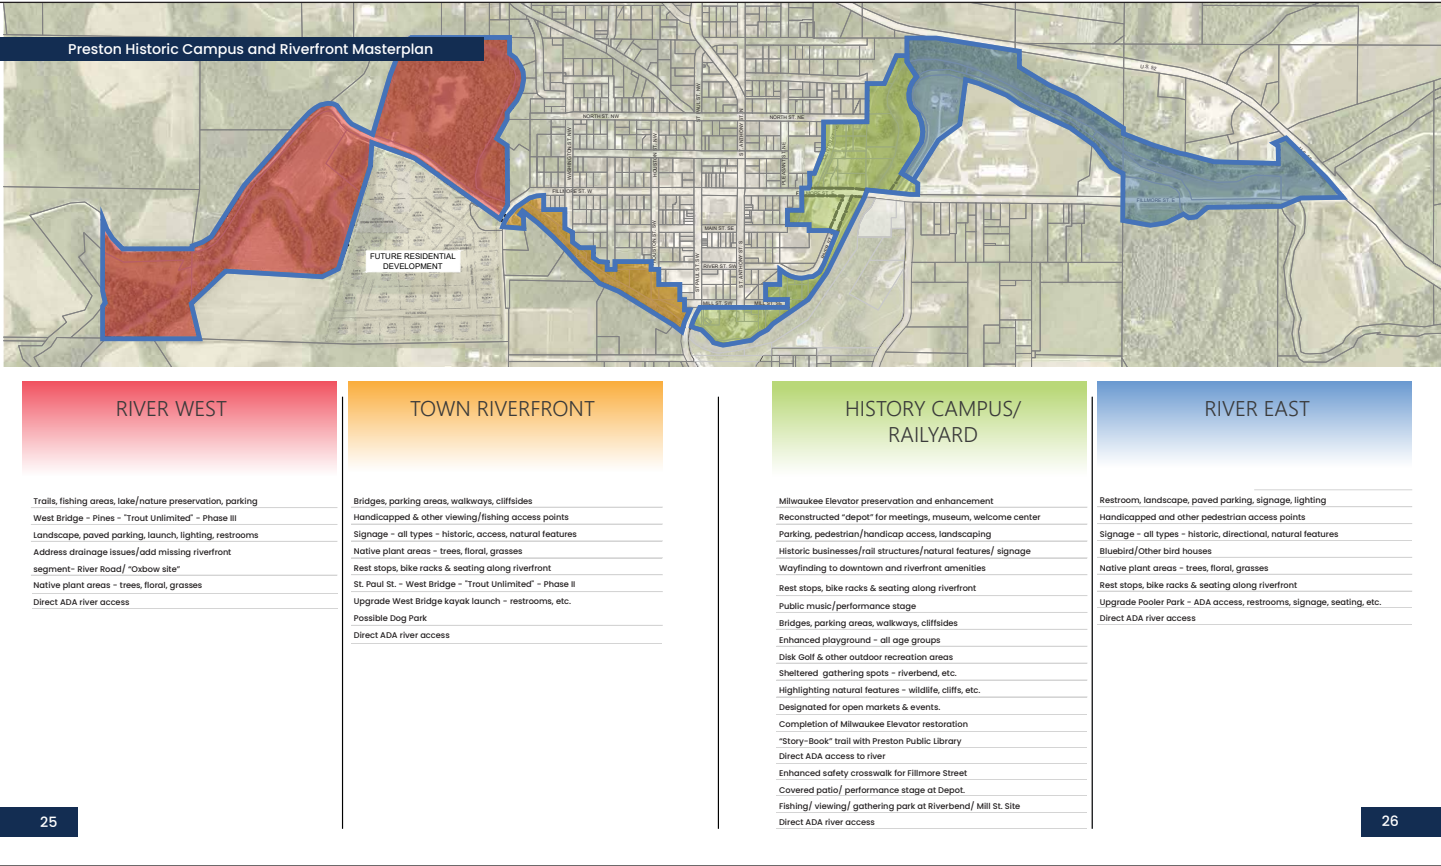 Preston Historic Campus and Riverfront Masterplan
U.S. 52
NORTH ST. NW
NORTH ST. NE
FILLMORE ST. W
FILLMORE ST. E
MAIN ST. SE
RIVER ST. SW
MILL ST. SW
FUTURE RESIDENTIAL
DEVELOPMENT
RIVER WEST
Trails, fishing areas, lake/nature preservation, parking
West Bridge - Pines - "Trout Unlimited" - Phase III
Landscape, paved parking, launch, lighting, restrooms
Address drainage issues/add missing riverfront
segment- River Road/ “Oxbow site”
Native plant areas - trees, floral, grasses
Direct ADA river access
TOWN RIVERFRONT
Bridges, parking areas, walkways, cliffsides
Handicapped & other viewing/fishing access points
Signage - all types - historic, access, natural features
Native plant areas - trees, floral, grasses
Rest stops, bike racks & seating along riverfront
St. Paul St. - West Bridge - "Trout Unlimited" - Phase II
Upgrade West Bridge kayak launch - restrooms, etc.
Possible Dog Park
Direct ADA river access
HISTORY CAMPUS/
RAILYARD
Milwaukee Elevator preservation and enhancement
Reconstructed “depot” for meetings, museum, welcome center
Parking, pedestrian/handicap access, landscaping
Historic businesses/rail structures/natural features/ signage
Wayfinding to downtown and riverfront amenities
Rest stops, bike racks & seating along riverfront
Public music/performance stage
Bridges, parking areas, walkways, cliffsides
Enhanced playground - all age groups
Disk Golf & other outdoor recreation areas
Sheltered gathering spots - riverbend, etc.
Highlighting natural features - wildlife, cliffs, etc.
Designated for open markets & events.
Completion of Milwaukee Elevator restoration
“Story-Book” trail with Preston Public Library
Direct ADA access to river
Enhanced safety crosswalk for Fillmore Street
Covered patio/ performance stage at Depot.
Fishing/ viewing/ gathering park at Riverbend/ Mill St. Site
Direct ADA river access
RIVER EAST
Restroom, landscape, paved parking, signage, lighting
Handicapped and other pedestrian access points
Signage - all types - historic, directional, natural features
Bluebird/Other bird houses
Native plant areas - trees, floral, grasses
Rest stops, bike racks & seating along riverfront
Upgrade Pooler Park - ADA access, restrooms, signage, seating, etc.
Direct ADA river access
25
26